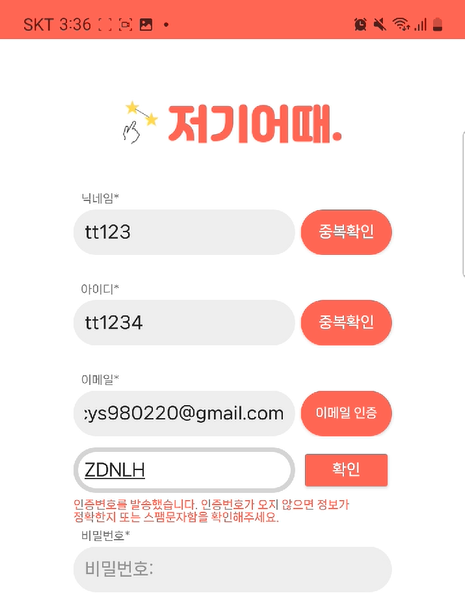 SKT 3:36
저기어때.
닉네임*
tt123
중복확인
아이디*
tt1234
중복확인
이메일*
cys980220@gmail.com
이메일 인증
ZDNLH
확인
인증번호를 발송했습니다. 인증번호가 오지 않으면 정보가
정확한지 또는 스팸문자함을 확인해주세요.
비밀번호*
비밀번호: